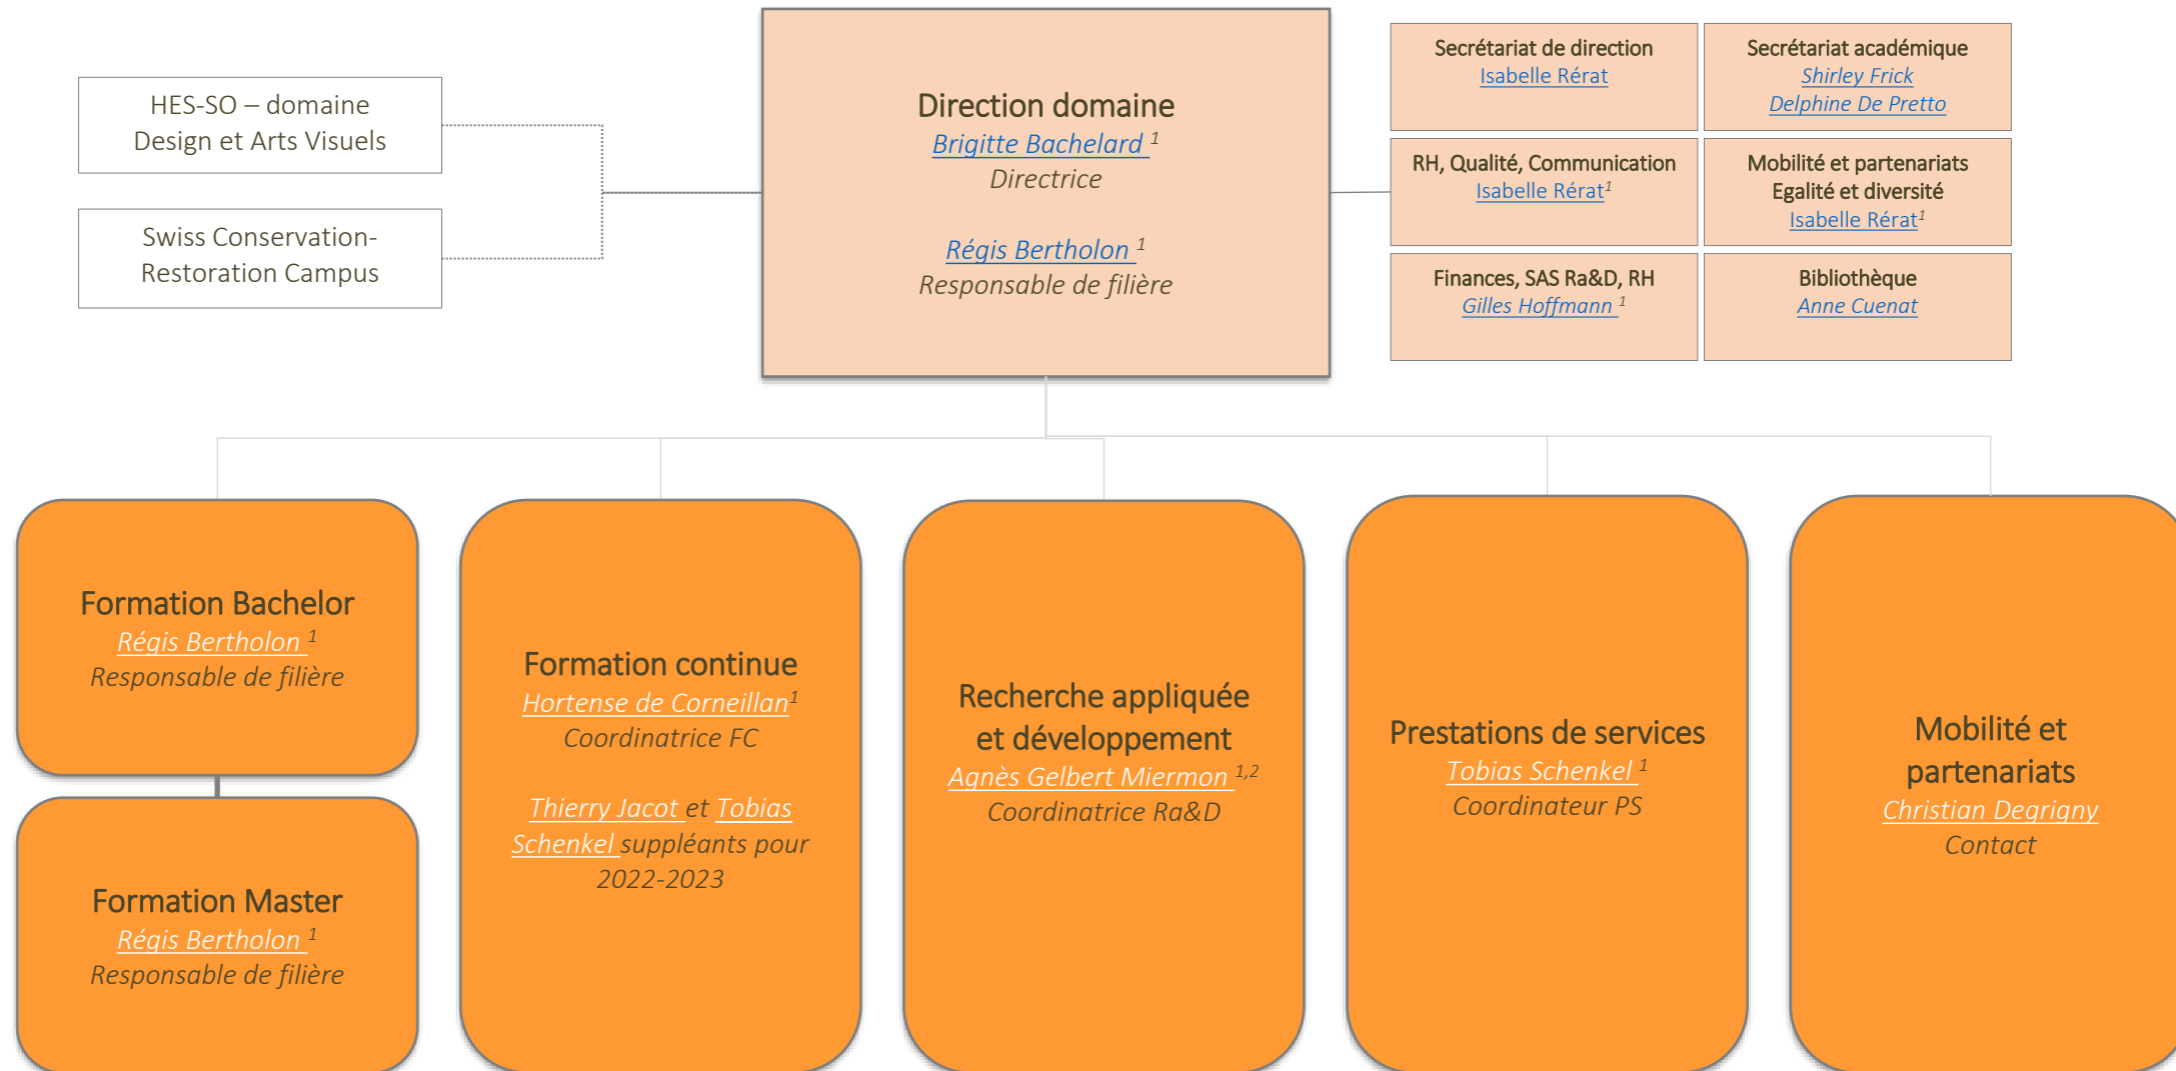 HES-SO – domaine
Design et Arts Visuels
Swiss Conservation-
Restoration Campus
Direction domaine
Brigitte Bachelard 1
Directrice
Régis Bertholon 1
Responsable de filière
Secrétariat de direction
Isabelle Rérat
Secrétariat académique
Shirley Frick
Delphine De Pretto
RH, Qualité, Communication
Isabelle Rérat1
Mobilité et partenariats
Egalité et diversité
Isabelle Rérat1
Finances, SAS Ra&D, RH
Gilles Hoffmann 1
Bibliothèque
Anne Cuenat
Formation Bachelor
Régis Bertholon 1
Responsable de filière
Formation Master
Régis Bertholon 1
Responsable de filière
Formation continue
Hortense de Corneillan1
Coordinatrice FC
Thierry Jacot et Tobias
Schenkel suppléants pour
2022-2023
Recherche appliquée
et développement
Agnès Gelbert Miermon 1,2
Coordinatrice Ra&D
Prestations de services
Tobias Schenkel 1
Coordinateur PS
Mobilité et
partenariats
Christian Degrigny
Contact